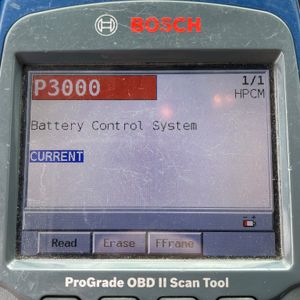 BOSCH
P3000
1/1
HPCM
Battery Control System
CURRENT
Read Erase FFrame
ProGrade OBD II Scan Tool